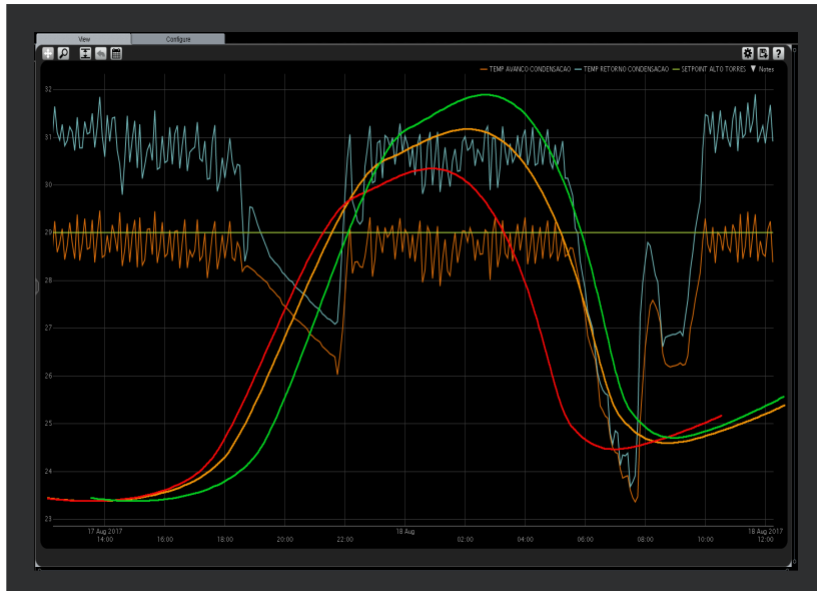 View Configure
TEMP AVANCO CONDENSACAO TEMP RETORNO CONDENSACAO SETPOINT ALTO TORRES Notes
32
31
30
29
28
27
26
25
24
23
17 Aug 2017 18 Aug 18 Aug 2017
14:00 16:00 18:00 20:00 22:00 02:00 04:00 06:00 08:00 10:00 12:00